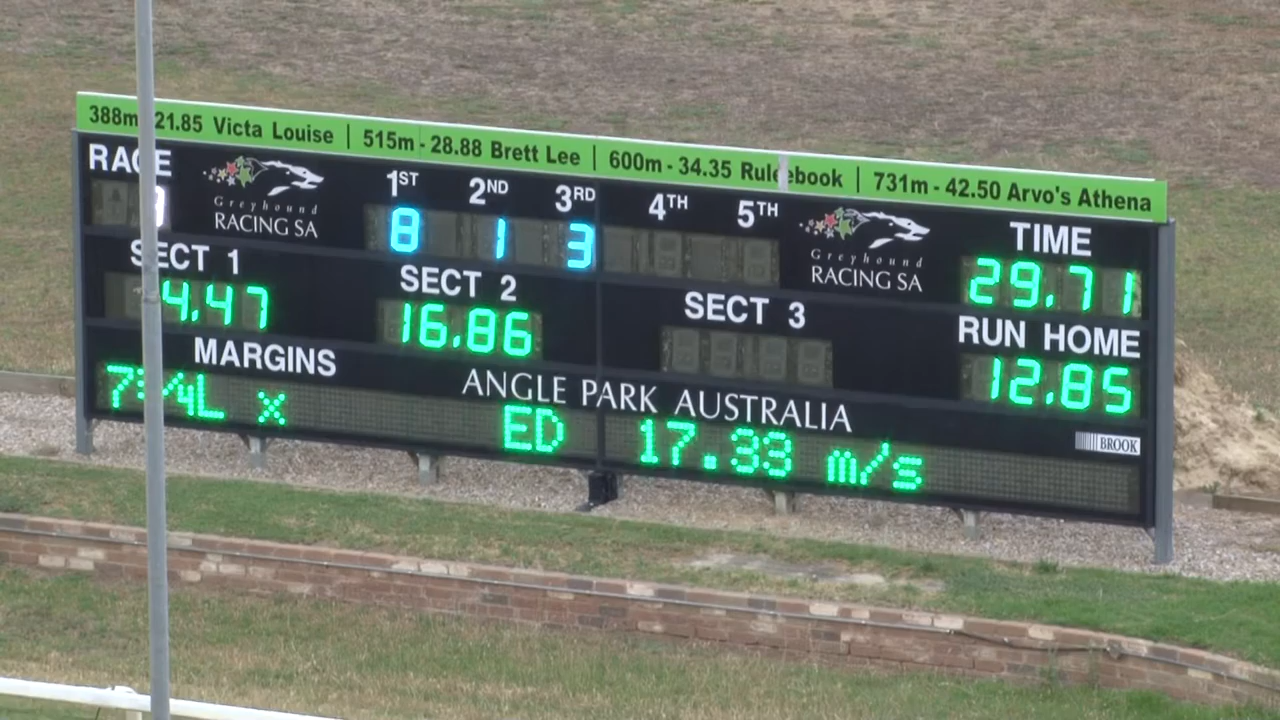 388m 21.85 Victa Louise | 515m - 28.88 Brett Lee | 600m - 34.35 Rulebook | 731m - 42.50 Arvo's Athena
RACE
Greyhound
RACING SA
1ST 2ND 3RD 4TH 5TH
8 1 3
Greyhound
RACING SA
TIME
29.71
SECT 1
4.47
SECT 2
16.86
SECT 3
RUN HOME
12.85
MARGINS
ANGLE PARK AUSTRALIA
BROOK
x ED 17.33 m/s